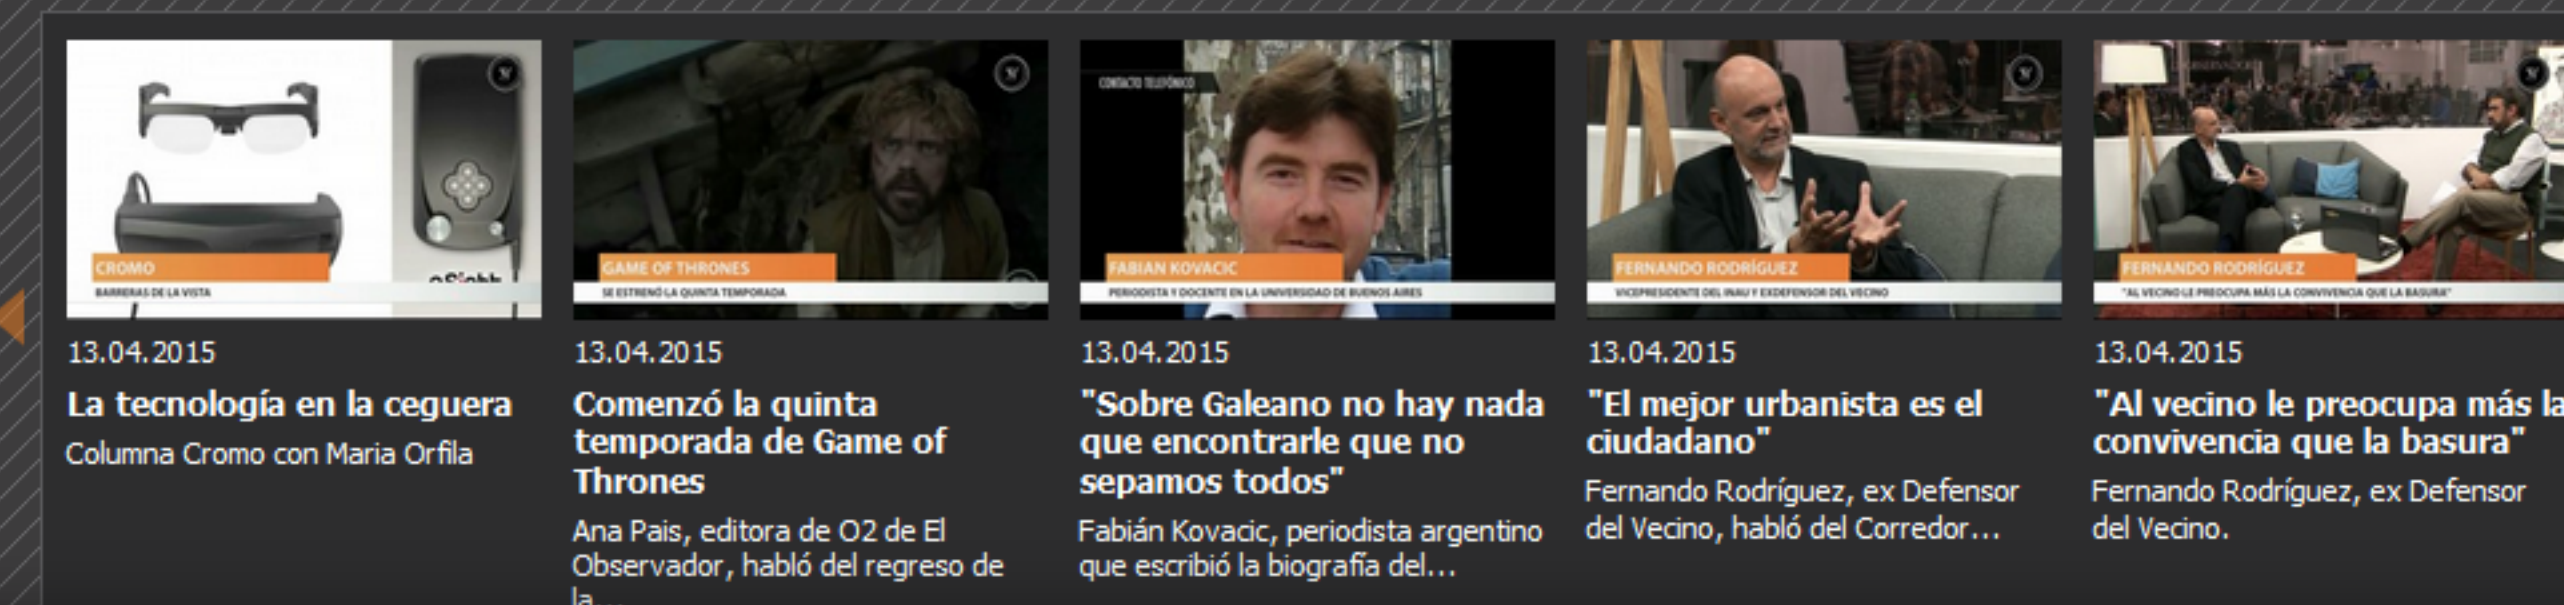 CROMO
BARRERAS DE LA VISTA
13.04.2015
La tecnología en la ceguera
Columna Cromo con Maria Orfila
GAME OF THRONES
SE ESTRENÓ LA QUINTA TEMPORADA
13.04.2015
Comenzó la quinta
temporada de Game of
Thrones
Ana Pais, editora de O2 de El
Observador, habló del regreso de
la...
CONTACTO TELEFÓNICO
FABIAN KOVACIC
PERIODISTA Y DOCENTE EN LA UNIVERSIDAD DE BUENOS AIRES
13.04.2015
"Sobre Galeano no hay nada
que encontrarle que no
sepamos todos"
Fabián Kovacic, periodista argentino
que escribió la biografía del...
FERNANDO RODRÍGUEZ
VICEPRESIDENTE DEL INAU Y EXDEFENSOR DEL VECINO
13.04.2015
"El mejor urbanista es el
ciudadano"
Fernando Rodríguez, ex Defensor
del Vecino, habló del Corredor...
FERNANDO RODRÍGUEZ
"AL VECINO LE PREOCUPA MÁS LA CONVIVENCIA QUE LA BASURA"
13.04.2015
"Al vecino le preocupa más la
convivencia que la basura"
Fernando Rodríguez, ex Defensor
del Vecino.